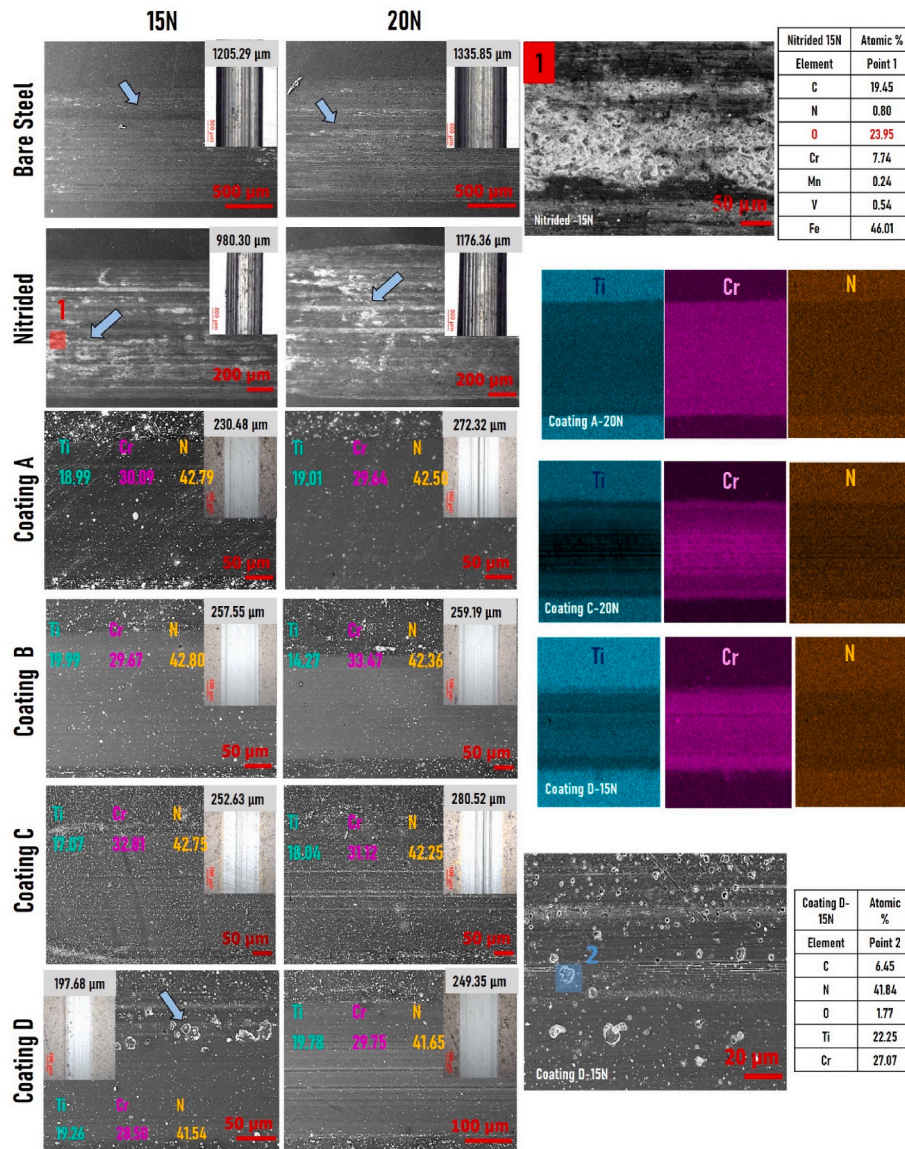 15N
20N
Bare Steel
1205.29 µm
500 µm
1335.85 µm
500 µm
Nitrided
980.30 µm
1
200 µm
1176.36 µm
200 µm
Coating A
230.48 µm
Ti Cr N
18.99 30.09 42.79
50 µm
272.32 µm
Ti Cr N
19.01 29.64 42.50
50 µm
Coating B
257.55 µm
Ti Cr N
19.99 29.67 42.80
50 µm
259.19 µm
Ti Cr N
14.27 33.47 42.36
50 µm
Coating C
252.63 µm
Ti Cr N
17.07 32.81 42.75
50 µm
280.52 µm
Ti Cr N
18.04 31.12 42.25
50 µm
Coating D
197.68 µm
Ti Cr N
19.26 28.50 41.54
50 µm
249.35 µm
Ti Cr N
19.78 29.75 41.65
100 µm
1
Nitrided -15N
50 µm
Nitrided 15N Atomic %
Element Point 1
C 19.45
N 0.80
O 23.95
Cr 7.74
Mn 0.24
V 0.54
Fe 46.01
Ti Cr N
Coating A-20N
Ti Cr N
Coating C-20N
Ti Cr N
Coating D-15N
2
Coating D-15N
20 µm
Coating D-
15N
Atomic
%
Element Point 2
C 6.45
N 41.84
O 1.77
Ti 22.25
Cr 27.07